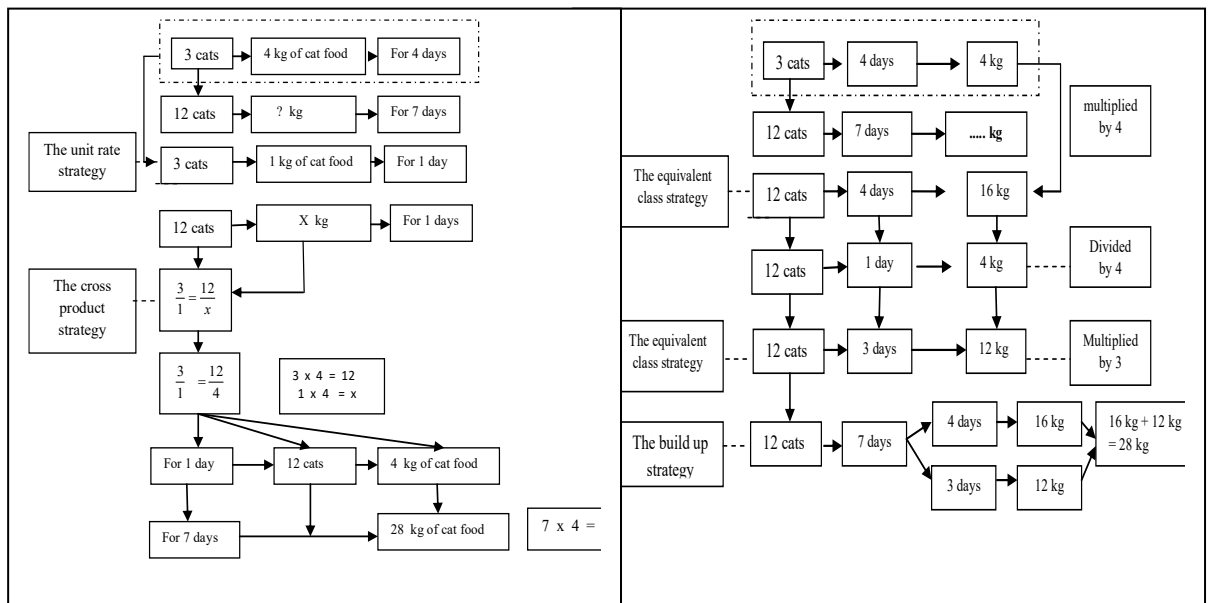 3 cats
4 kg of cat food
For 4 days
12 cats
? kg
For 7 days
The unit rate
strategy
3 cats
1 kg of cat food
For 1 day
12 cats
X kg
For 1 days
The cross
product
strategy
3/1 = 12/x
3/1 = 12/4
3 x 4 = 12
1 x 4 = x
For 1 day
12 cats
4 kg of cat food
For 7 days
28 kg of cat food
7 x 4 =
3 cats
4 days
4 kg
multiplied
by 4
12 cats
7 days
..... kg
The equivalent
class strategy
12 cats
4 days
16 kg
12 cats
1 day
4 kg
Divided
by 4
The equivalent
class strategy
12 cats
3 days
12 kg
Multiplied
by 3
The build up
strategy
12 cats
7 days
4 days
16 kg
3 days
12 kg
16 kg + 12 kg
= 28 kg